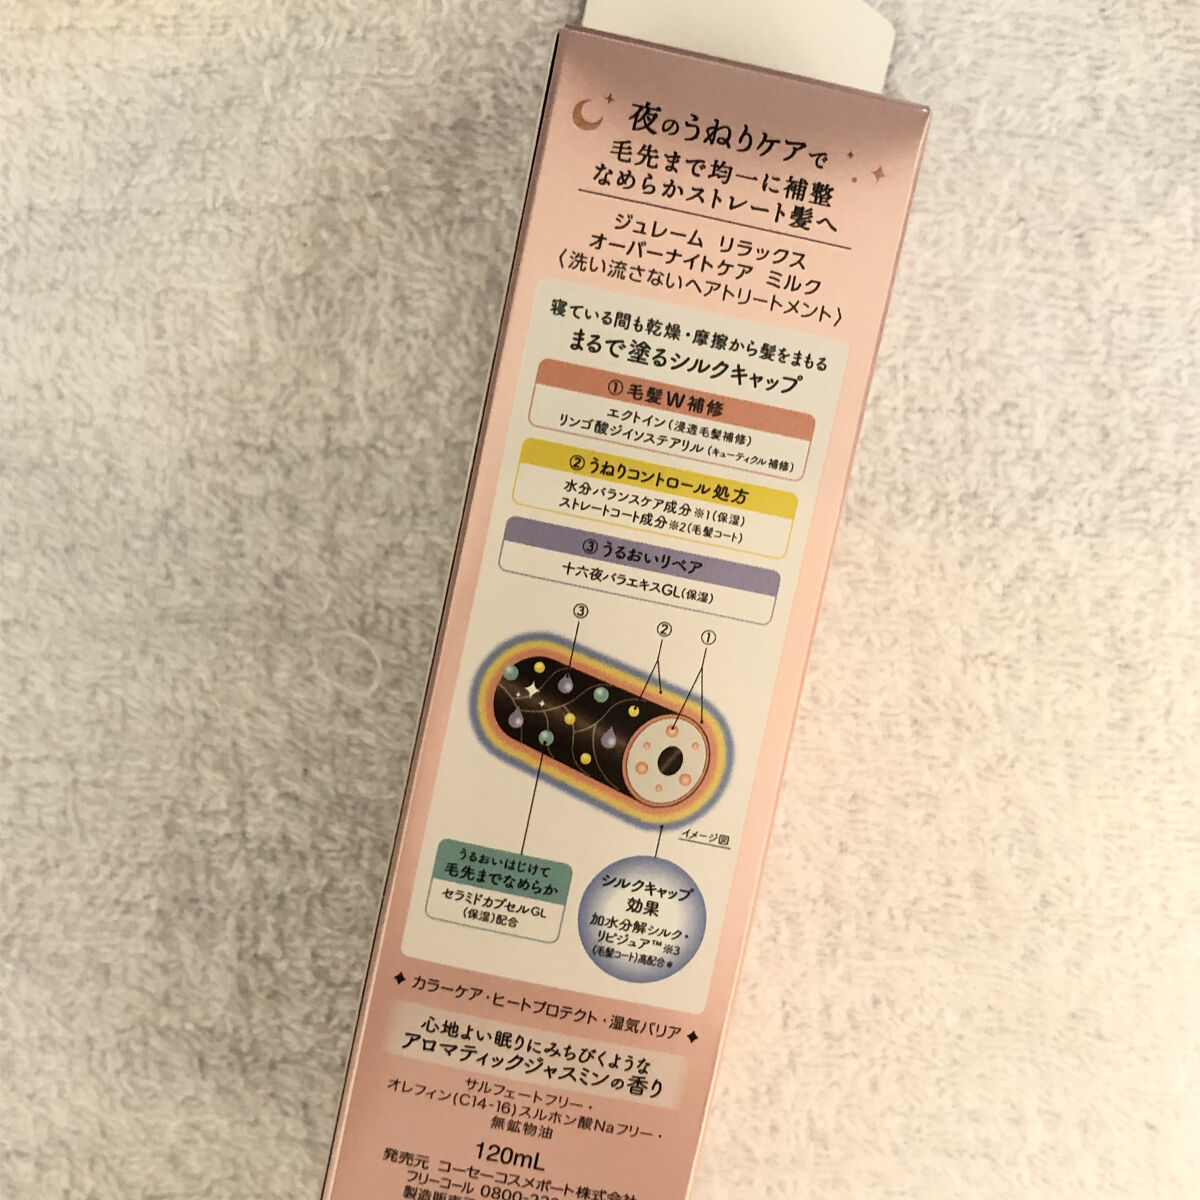 夜のうねりケアで
毛先まで均一に補整
なめらかストレート髪へ
ジュレーム リラックス
オーバーナイトケア ミルク
〈洗い流さないヘアトリートメント〉
寝ている間も乾燥・摩擦から髪をまもる
まるで塗るシルクキャップ
①毛髪W補修
エクトイン(浸透毛髪補修)
リンゴ酸ジイソステアリル(キューティクル補修)
②うねりコントロール処方
水分バランスケア成分※1(保湿)
ストレートコート成分※2(毛髪コート)
③うるおいリペア
十六夜バラエキスGL(保湿)
③ ② ①
イメージ図
うるおいはじけて
毛先までなめらか
セラミドカプセルGL
(保湿)配合
シルクキャップ
効果
加水分解シルク・
リピジュア™※3
(毛髪コート)高配合*
カラーケア・ヒートプロテクト・湿気バリア
心地よい眠りにみちびくような
アロマティックジャスミンの香り
サルフェートフリー・
オレフィン(C14-16)スルホン酸Naフリー・
無鉱物油
120mL
発売元 コーセーコスメポート株式会社
フリーコール 0800-22
製造販売